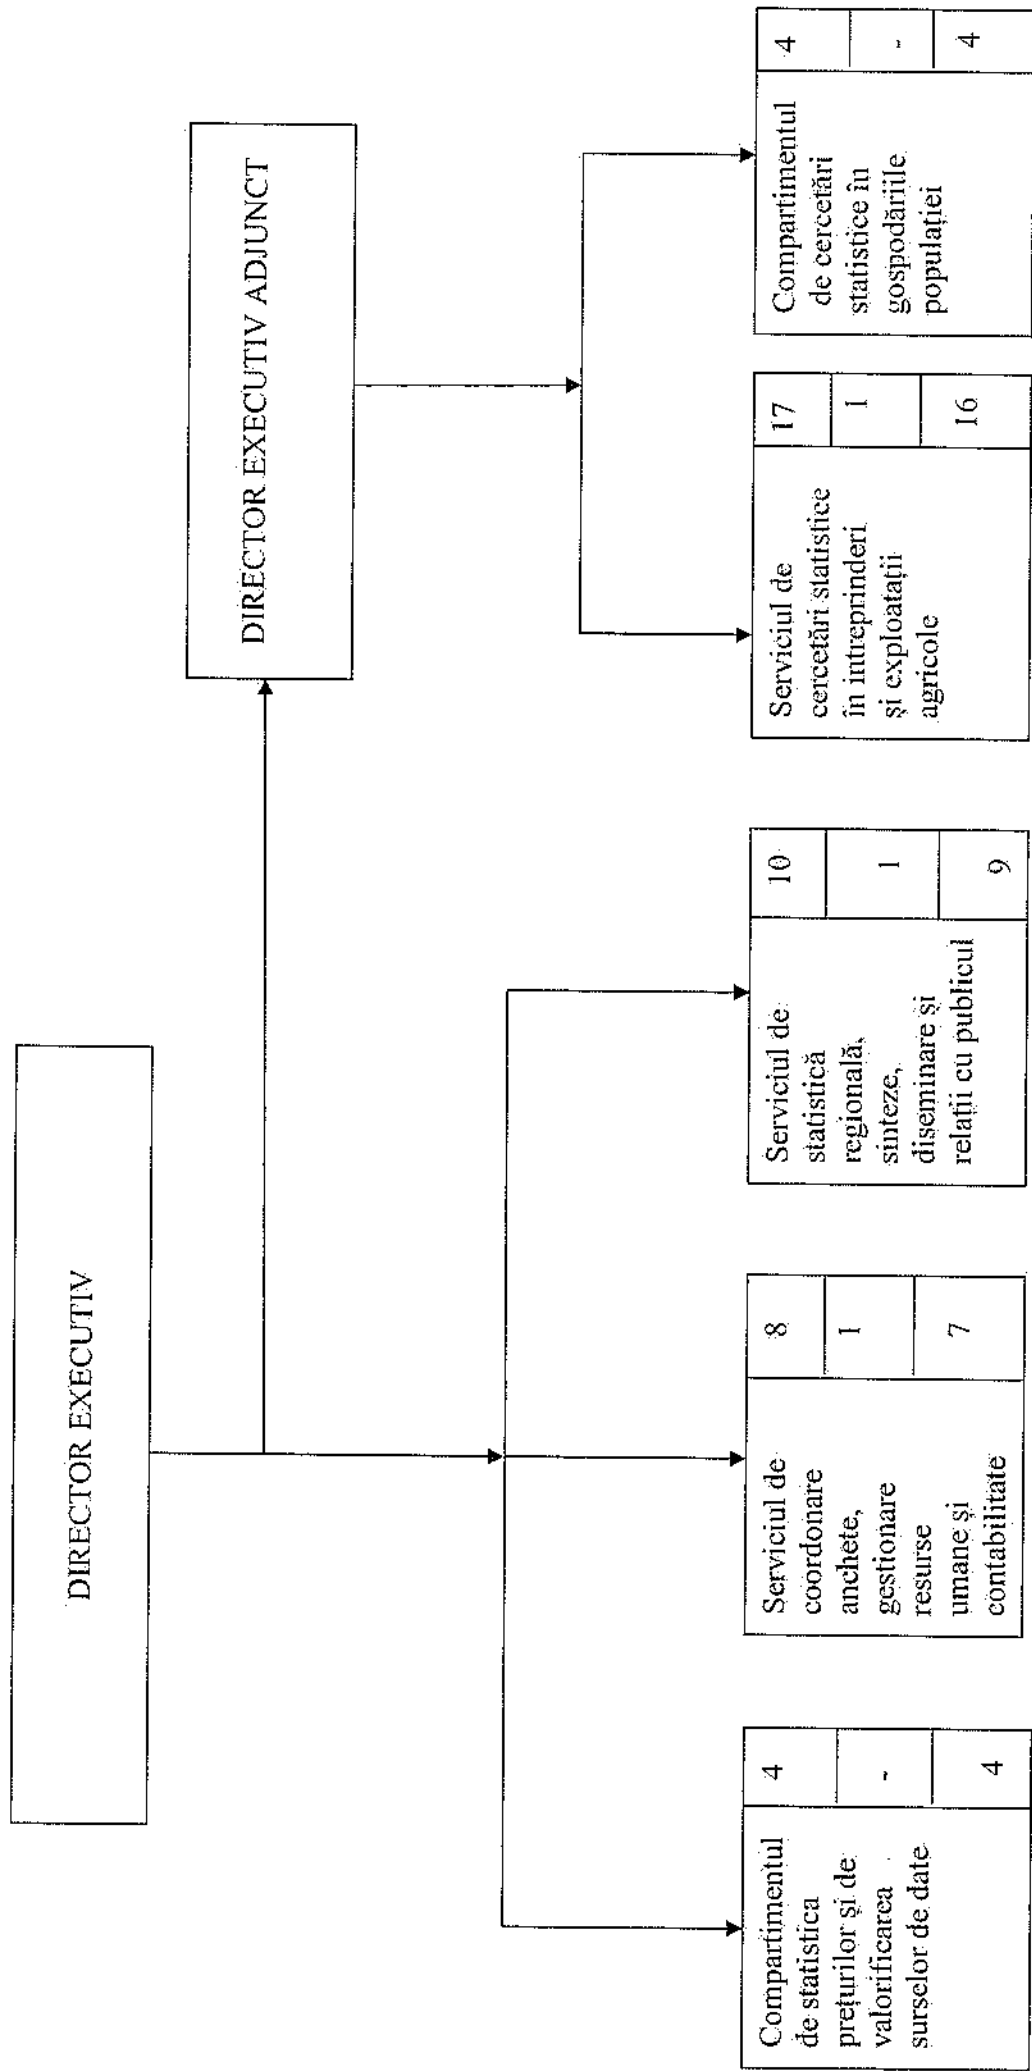 DIRECTOR EXECUTIV
DIRECTOR EXECUTIV ADJUNCT
Compartimentul
de statistica
prețurilor și de
valorificarea
surselor de date
4
-
4
Serviciul de
coordonare
anchete,
gestionare
resurse
umane și
contabilitate
8
1
7
Serviciul de
statistică
regională,
sinteze,
diseminare și
relații cu publicul
10
1
9
Serviciul de
cercetări statistice
în intreprinderi
și exploatații
agricole
17
1
16
Compartimentul
de cercetări
statistice în
gospodăriile
populației
4
-
4